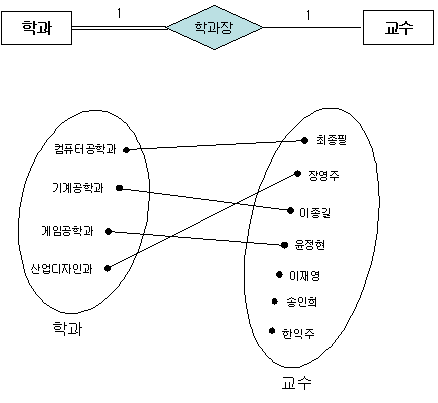 1 1
학과 학과장 교수
컴퓨터공학과
기계공학과
게임공학과
산업디자인과
학과
최종필
장영주
이종길
윤정현
이재영
송인희
한익주
교수